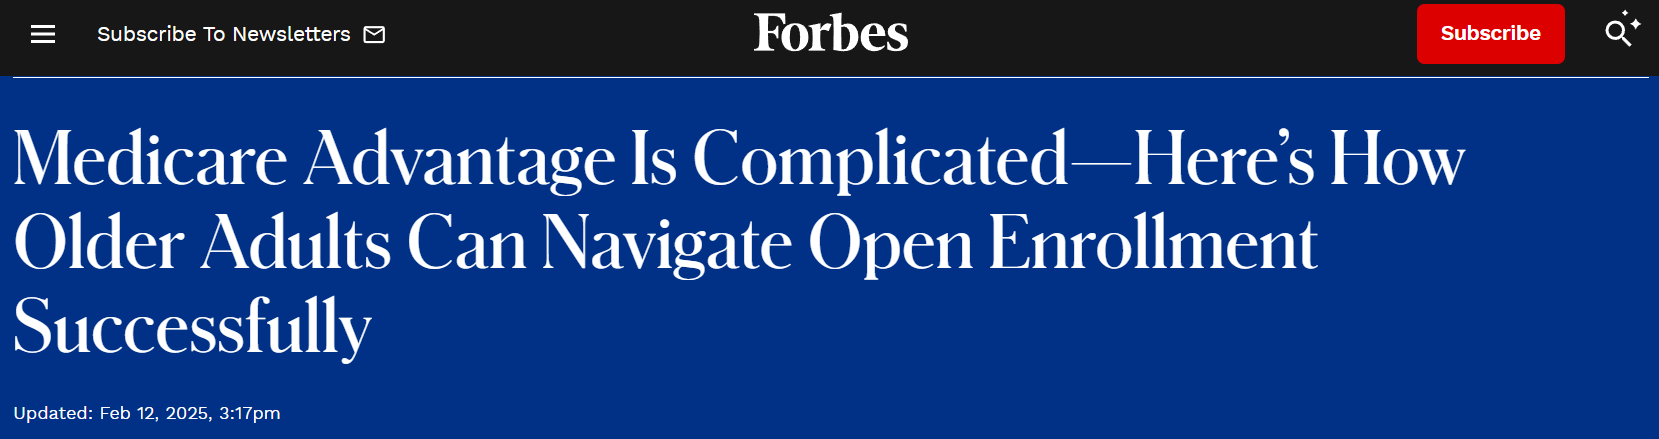 Subscribe To Newsletters
Forbes
Subscribe
Medicare Advantage Is Complicated—Here’s How
Older Adults Can Navigate Open Enrollment
Successfully
Updated: Feb 12, 2025, 3:17pm